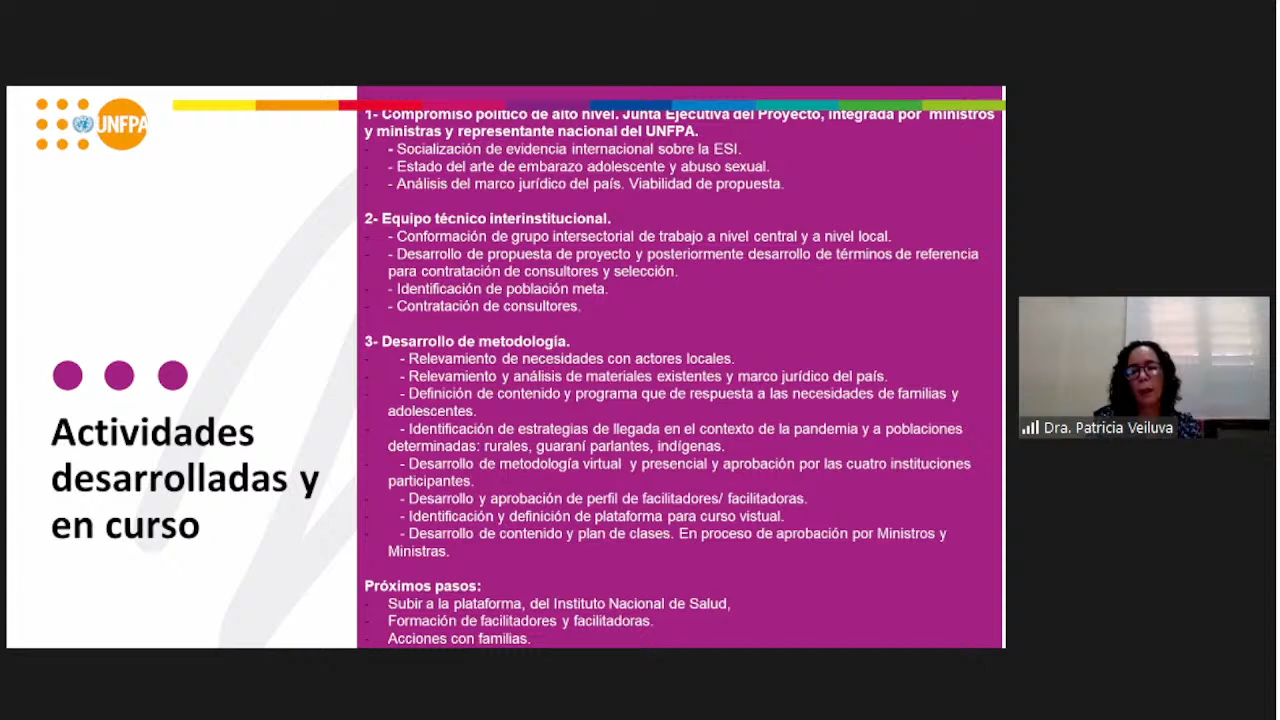 UNFPA
Actividades
desarrolladas y
en curso
1- Compromiso político de alto nivel. Junta Ejecutiva del Proyecto, integrada por ministros
y ministras y representante nacional del UNFPA.
- - Socialización de evidencia internacional sobre la ESI.
- - Estado del arte de embarazo adolescente y abuso sexual.
- - Análisis del marco jurídico del país. Viabilidad de propuesta.
2- Equipo técnico interinstitucional.
- - Conformación de grupo intersectorial de trabajo a nivel central y a nivel local.
- - Desarrollo de propuesta de proyecto y posteriormente desarrollo de términos de referencia
para contratación de consultores y selección.
- - Identificación de población meta.
- - Contratación de consultores.
3- Desarrollo de metodología.
- - Relevamiento de necesidades con actores locales.
- - Relevamiento y análisis de materiales existentes y marco jurídico del país.
- - Definición de contenido y programa que de respuesta a las necesidades de familias y
adolescentes.
- - Identificación de estrategias de llegada en el contexto de la pandemia y a poblaciones
determinadas: rurales, guaraní parlantes, indígenas.
- - Desarrollo de metodología virtual y presencial y aprobación por las cuatro instituciones
participantes.
- - Desarrollo y aprobación de perfil de facilitadores/ facilitadoras.
- - Identificación y definición de plataforma para curso vistual.
- - Desarrollo de contenido y plan de clases. En proceso de aprobación por Ministros y
Ministras.
Próximos pasos:
- Subir a la plataforma, del Instituto Nacional de Salud,
- Formación de facilitadores y facilitadoras.
- Acciones con familias.
Dra. Patricia Veiluva